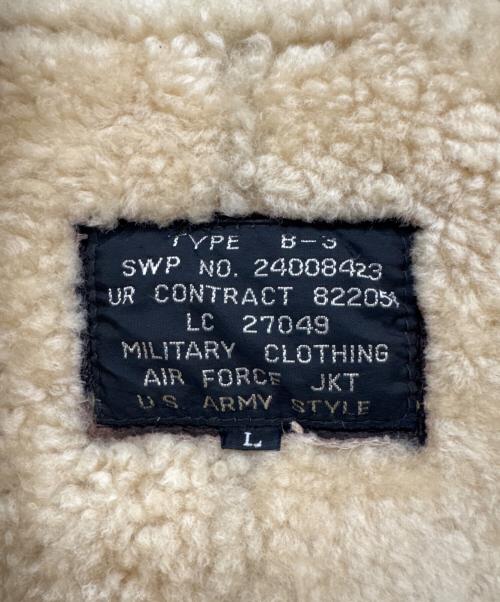 TYPE B-3
SWP NO. 24008423
UR CONTRACT 82205A
LC 27049
MILITARY CLOTHING
AIR FORCE JKT
U.S. ARMY STYLE
L